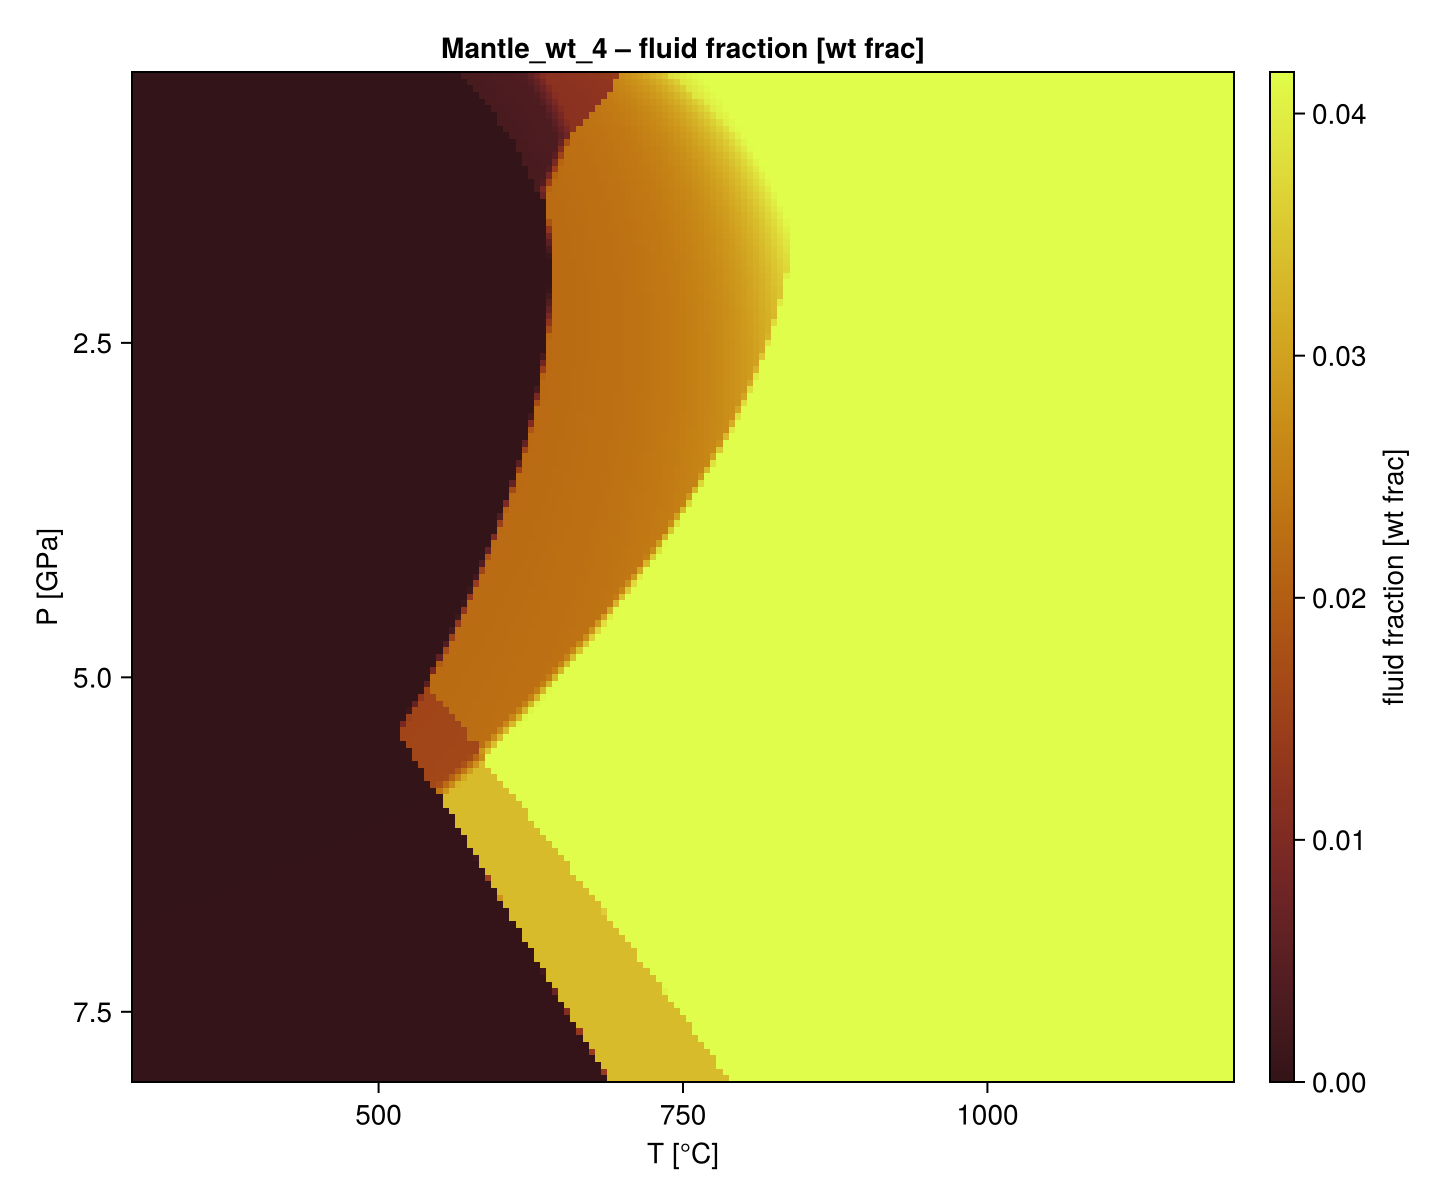 Mantle_wt_4 – fluid fraction [wt frac]
P [GPa]
2.5
5.0
7.5
500
750
1000
T [°C]
0.04
0.03
0.02
0.01
0.00
fluid fraction [wt frac]